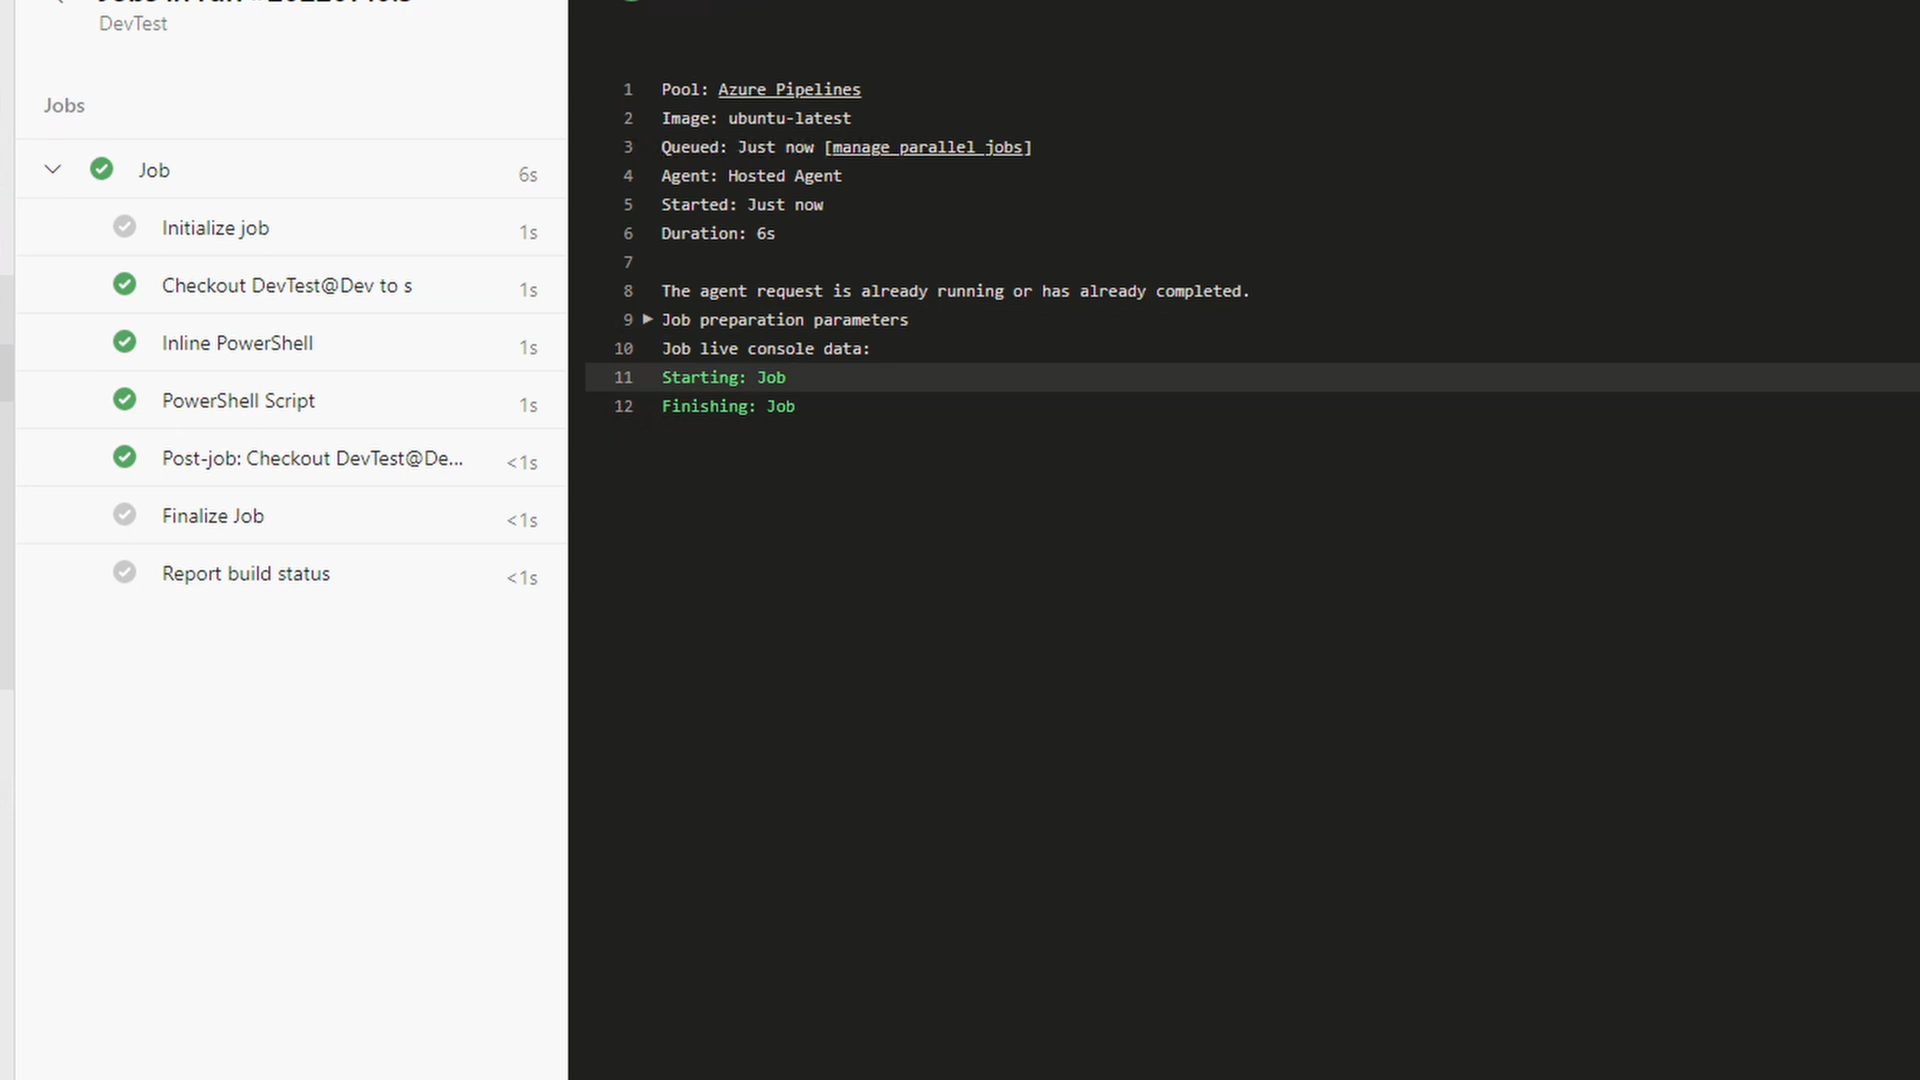 DevTest
Jobs
Job 6s
Initialize job 1s
Checkout DevTest@Dev to s 1s
Inline PowerShell 1s
PowerShell Script 1s
Post-job: Checkout DevTest@De... <1s
Finalize Job <1s
Report build status <1s
1 Pool: Azure Pipelines
2 Image: ubuntu-latest
3 Queued: Just now [manage parallel jobs]
4 Agent: Hosted Agent
5 Started: Just now
6 Duration: 6s
7
8 The agent request is already running or has already completed.
9 Job preparation parameters
10 Job live console data:
11 Starting: Job
12 Finishing: Job